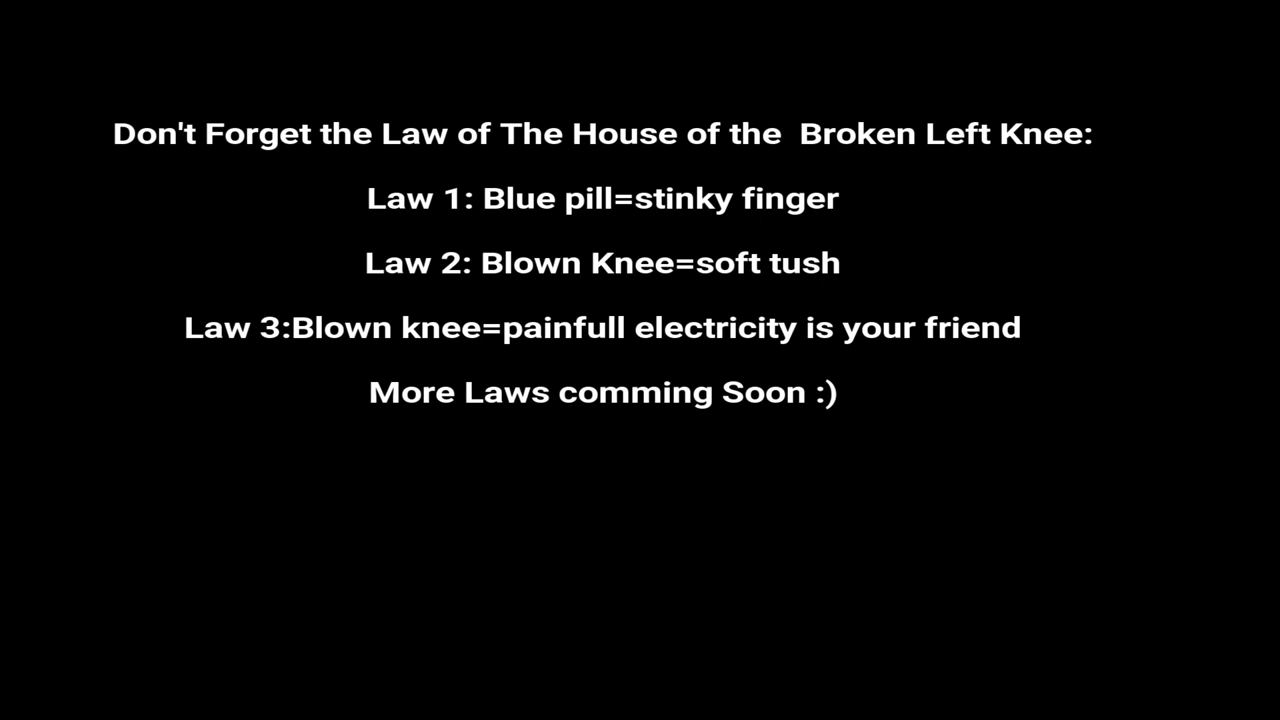 Don't Forget the Law of The House of the  Broken Left Knee:
Law 1: Blue pill=stinky finger
Law 2: Blown Knee=soft tush
Law 3:Blown knee=painfull electricity is your friend
More Laws comming Soon :)